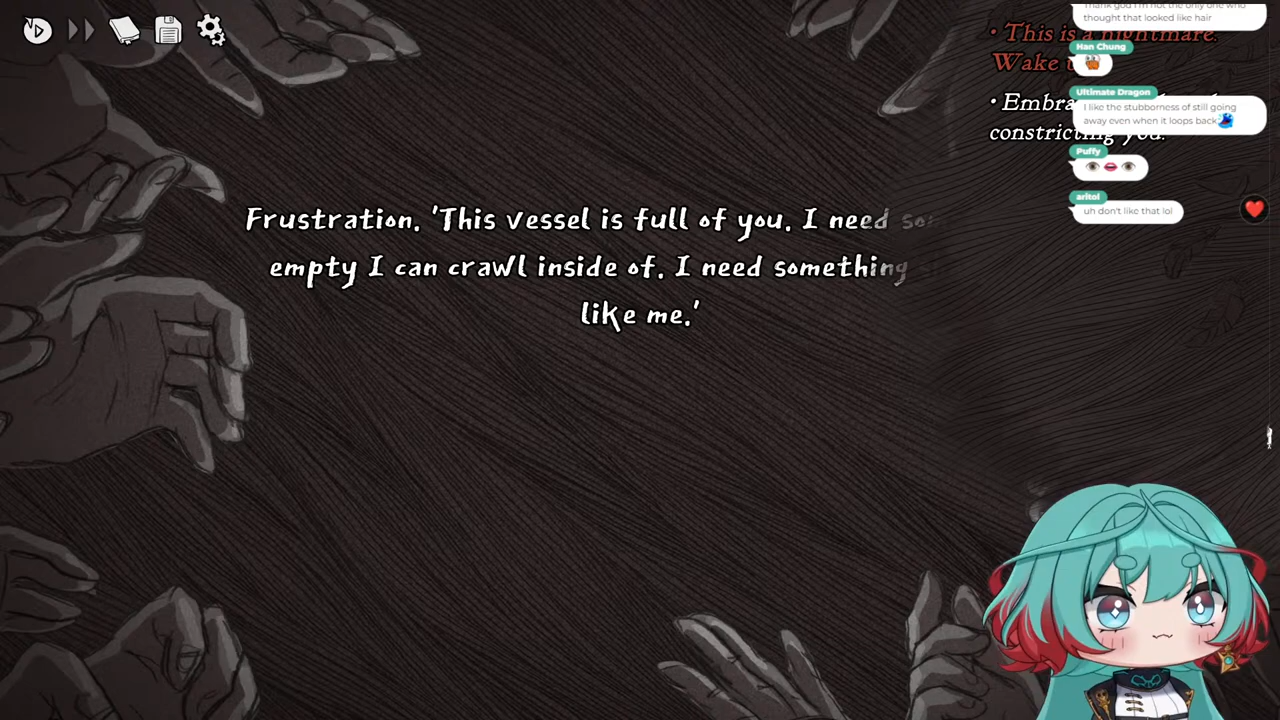 Frustration. 'This vessel is full of you. I need
empty I can crawl inside of. I need something
like me.'
• This is a nightmare.
Wake
• Embra
constricting you.
Thank god I'm not the only one who
thought that looked like hair
Han Chung
Ultimate Dragon
I like the stubborness of still going
away even when it loops back
Puffy
aritol
uh don't like that lol